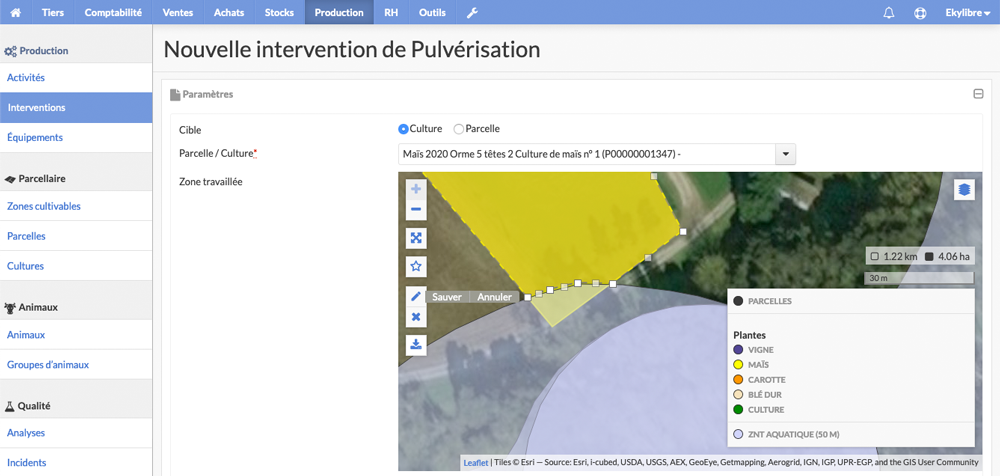 Tiers Comptabilité Ventes Achats Stocks Production RH Outils Ekylibre
Production
Activités
Interventions
Équipements
Parcellaire
Zones cultivables
Parcelles
Cultures
Animaux
Animaux
Groupes d'animaux
Qualité
Analyses
Incidents
Nouvelle intervention de Pulvérisation
Paramètres
Cible Culture Parcelle
Parcelle / Culture* Maïs 2020 Orme 5 têtes 2 Culture de maïs n° 1 (P00000001347) -
Zone travaillée
Sauver Annuler
1.22 km 4.06 ha
30 m
PARCELLES
Plantes
VIGNE
MAÏS
CAROTTE
BLÉ DUR
CULTURE
ZNT AQUATIQUE (50 M)
Leaflet | Tiles © Esri — Source: Esri, i-cubed, USDA, USGS, AEX, GeoEye, Getmapping, Aerogrid, IGN, IGP, UPR-EGP, and the GIS User Community